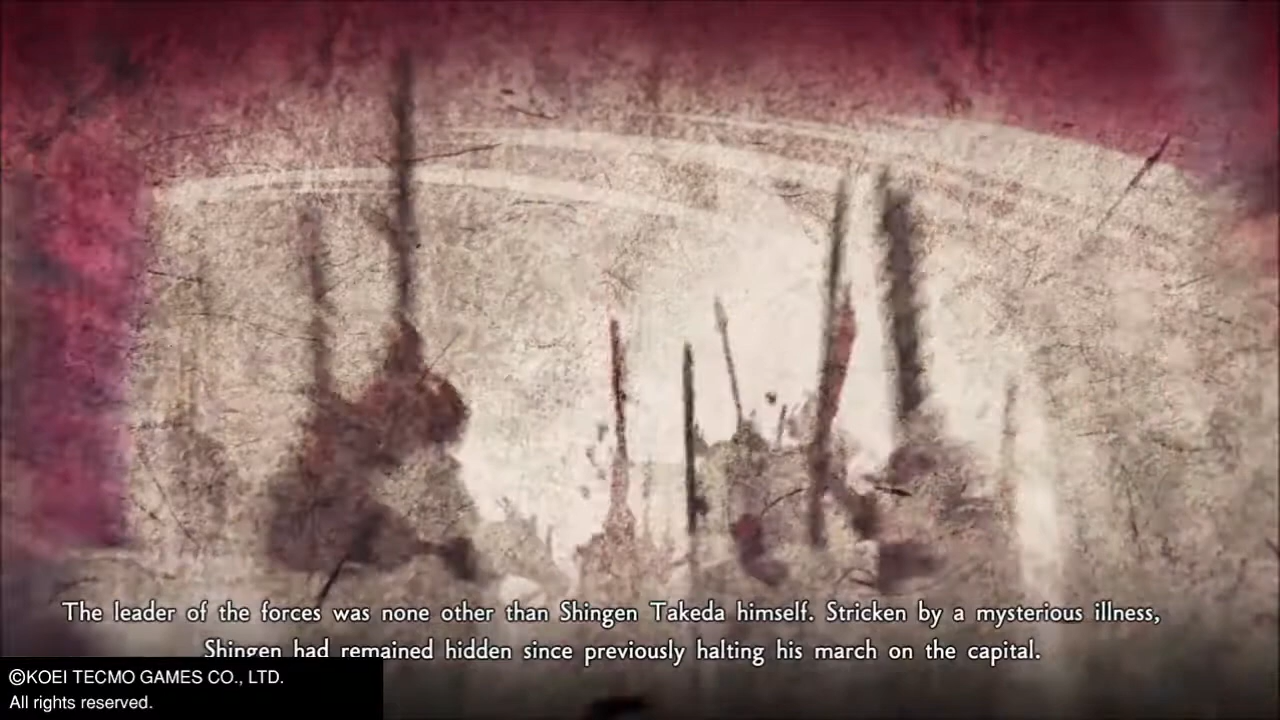 The leader of the forces was none other than Shingen Takeda himself. Stricken by a mysterious illness,
Shingen had remained hidden since previously halting his march on the capital.
©KOEI TECMO GAMES CO., LTD.
All rights reserved.